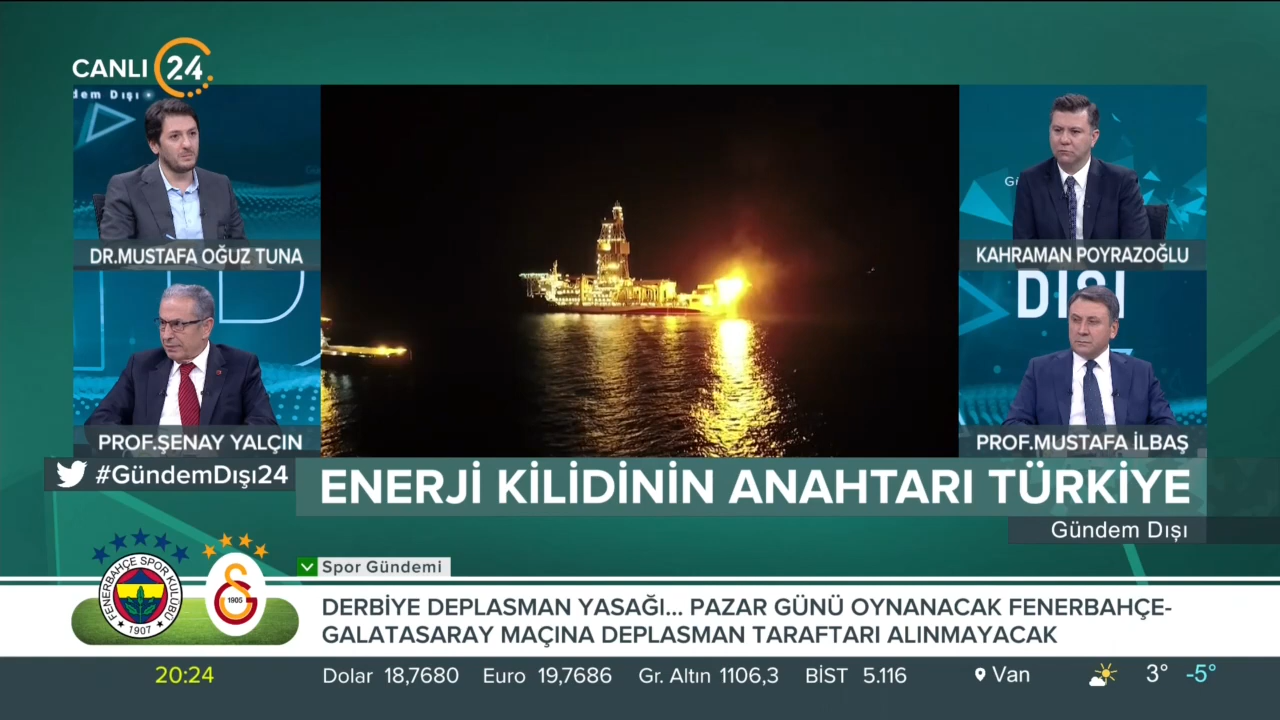 CANLI 24
dem Dışı
DR.MUSTAFA OĞUZ TUNA
KAHRAMAN POYRAZOĞLU
DIŞI
PROF.ŞENAY YALÇIN
PROF.MUSTAFA İLBAŞ
#GündemDışı24
ENERJİ KİLİDİNİN ANAHTARI TÜRKİYE
Gündem Dışı
Spor Gündemi
FENERBAHÇE SPOR KULÜBÜ
1907
1905
DERBİYE DEPLASMAN YASAĞI... PAZAR GÜNÜ OYNANACAK FENERBAHÇE-
GALATASARAY MAÇINA DEPLASMAN TARAFTARI ALINMAYACAK
20:24 Dolar 18,7680 Euro 19,7686 Gr. Altın 1106,3 BİST 5.116 Van 3° -5°